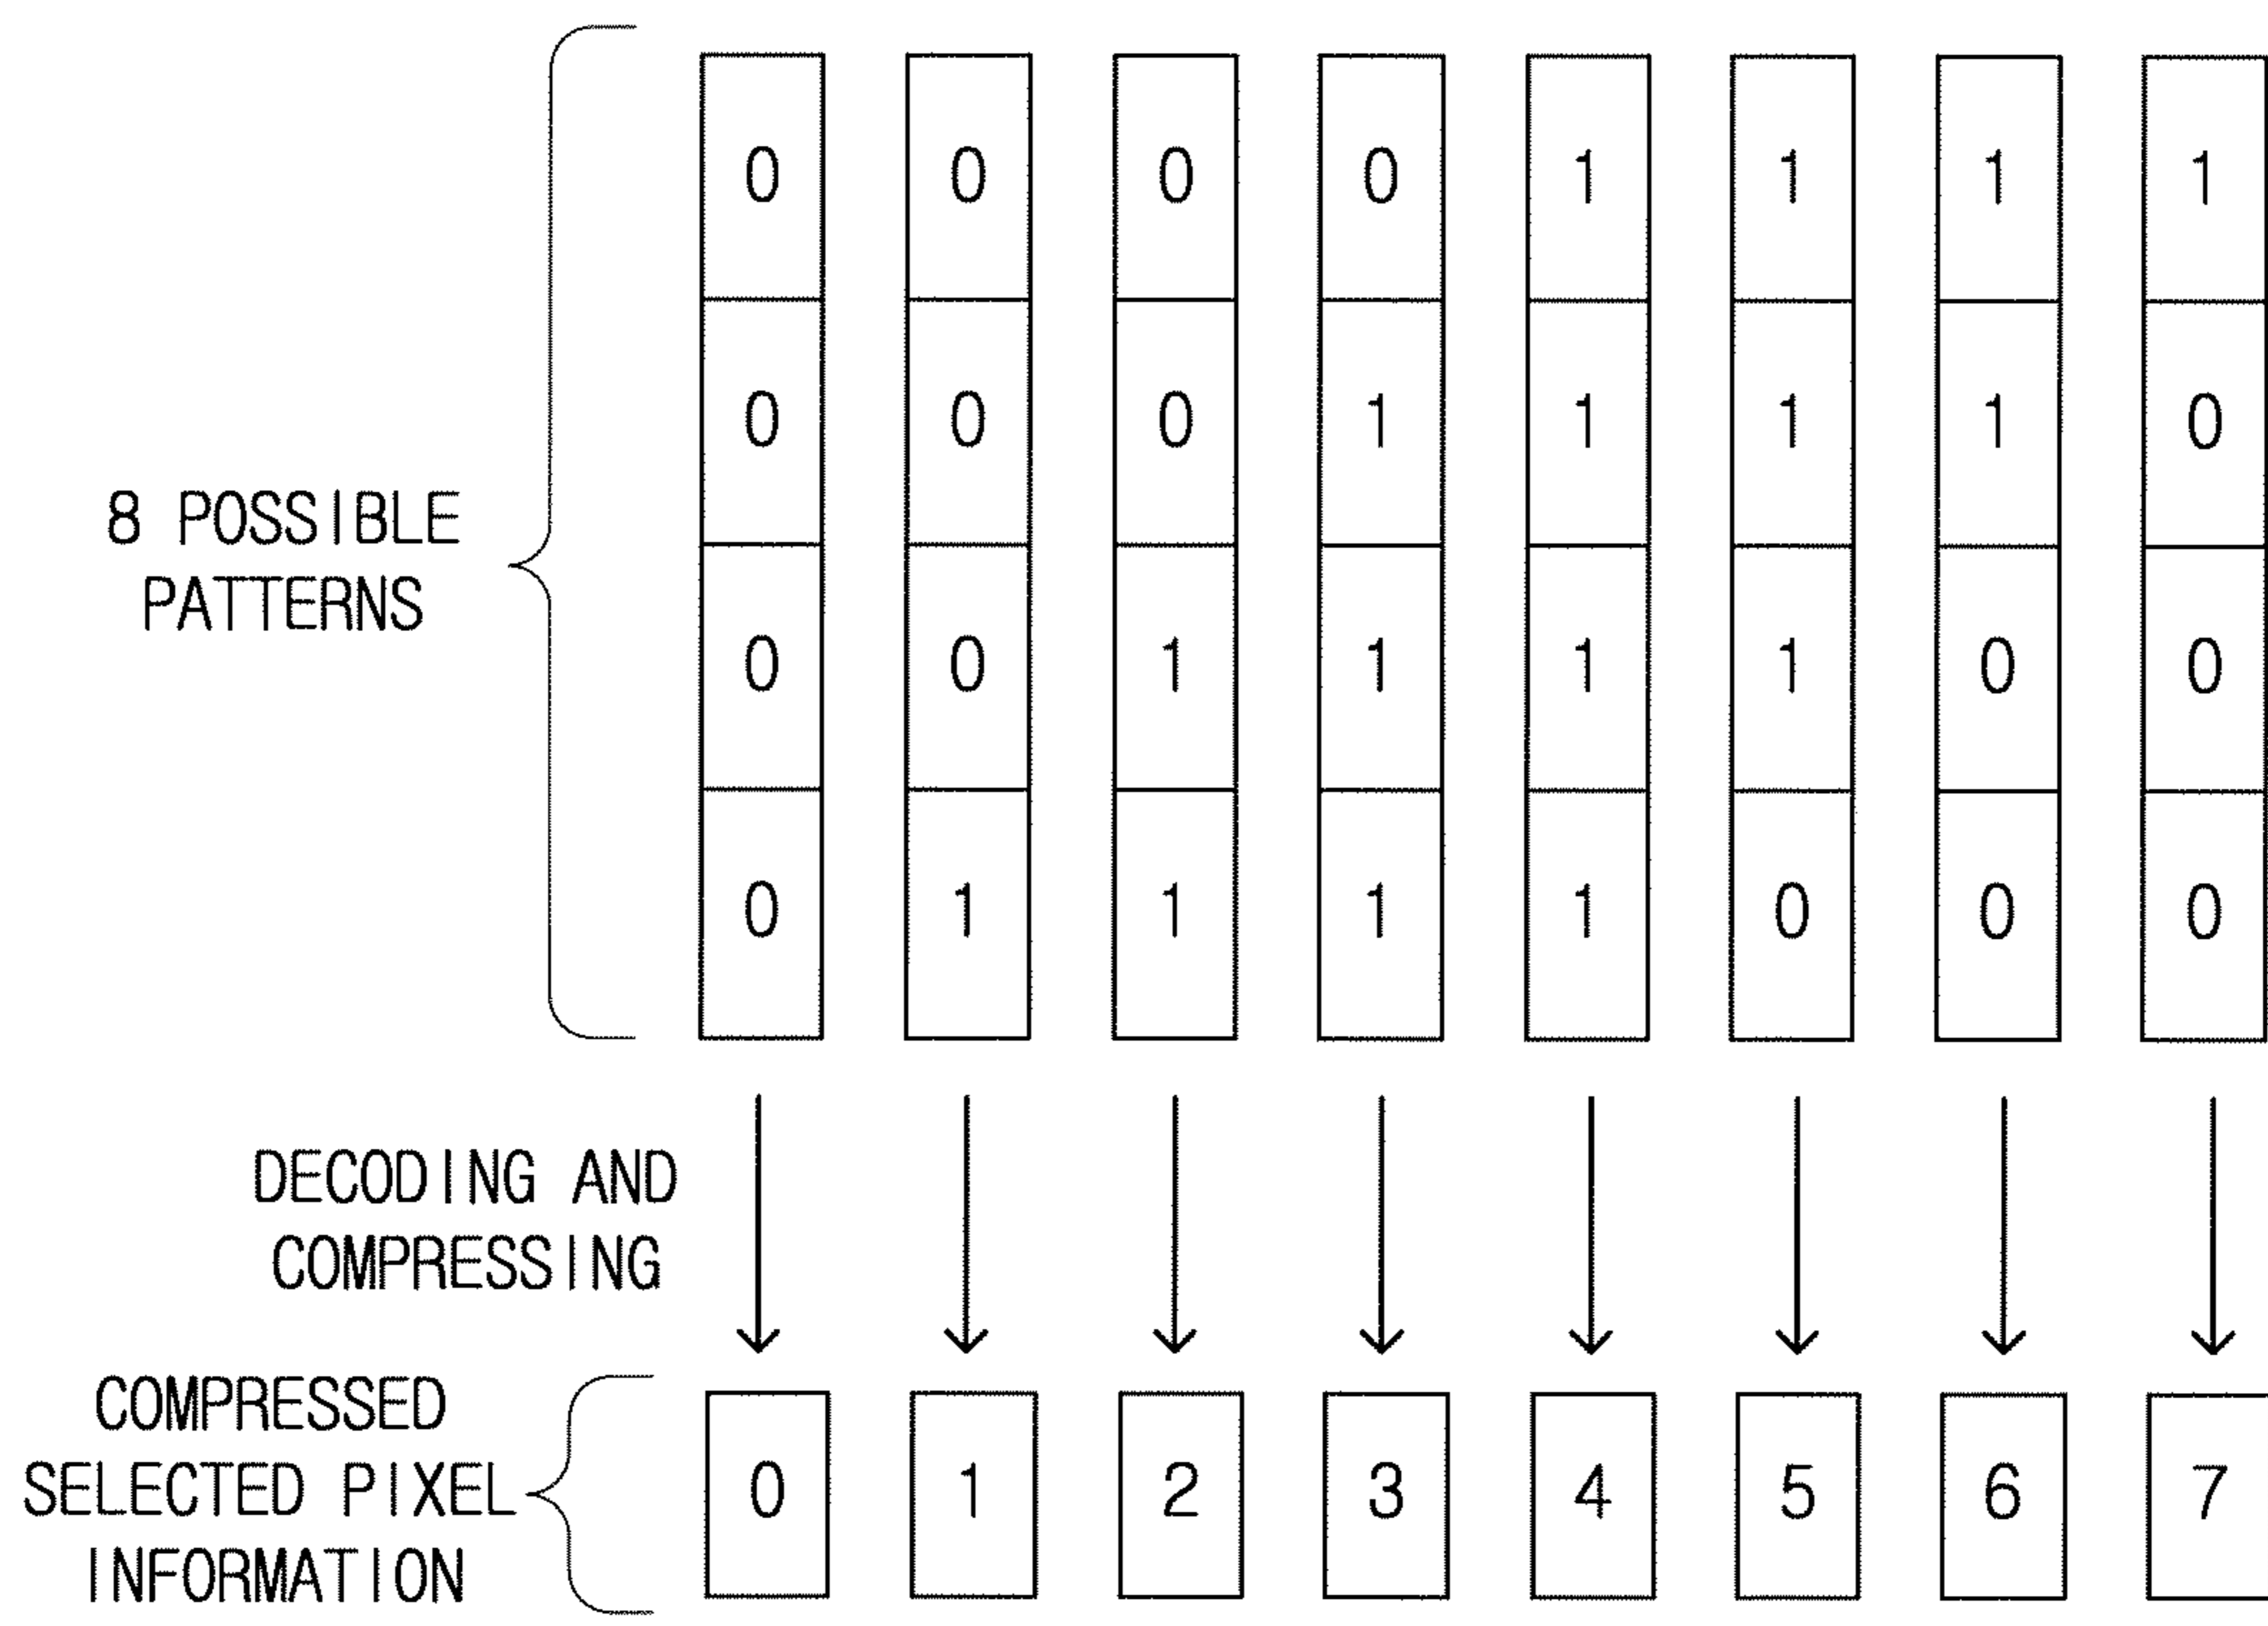 0 0 0 0 1 1 1 1
0 0 0 1 1 1 1 0
8 POSSIBLE
PATTERNS
0 0 1 1 1 1 0 0
0 1 1 1 1 0 0 0
DECODING AND
COMPRESSING
COMPRESSED
SELECTED PIXEL
INFORMATION
0 1 2 3 4 5 6 7